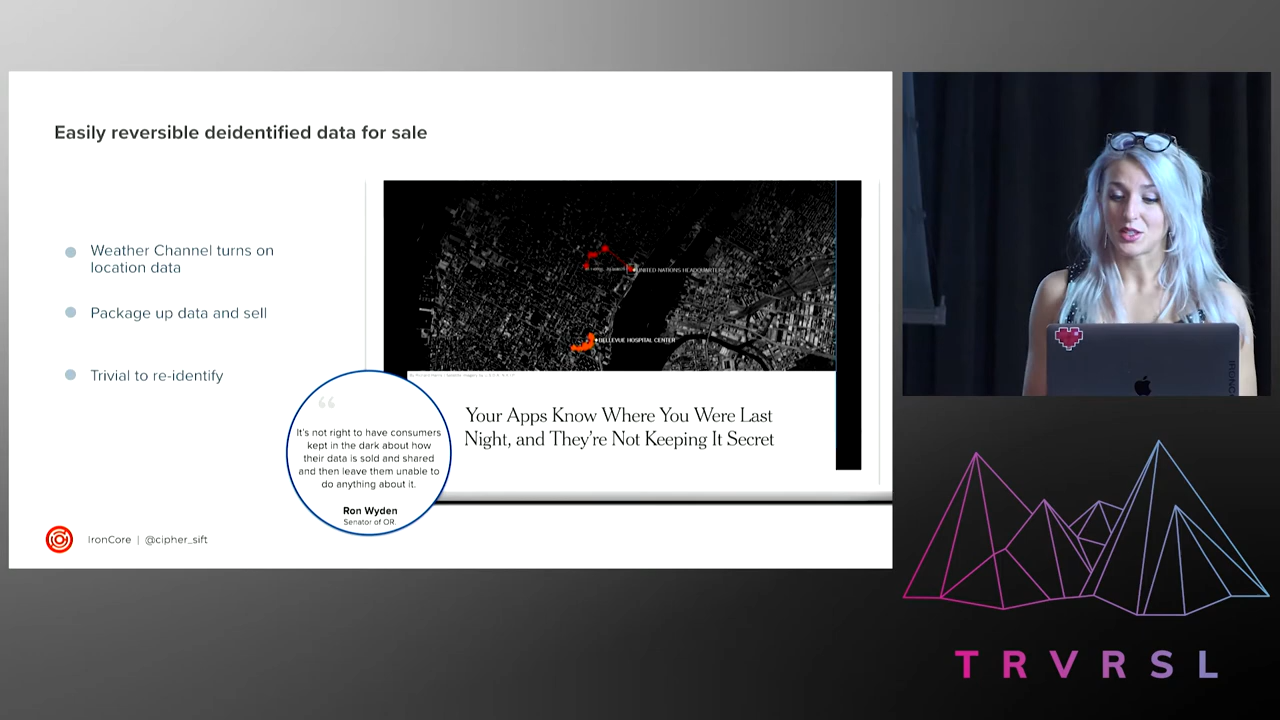 Easily reversible deidentified data for sale
Weather Channel turns on
location data
Package up data and sell
Trivial to re-identify
UNITED NATIONS HEADQUARTERS
BELLEVUE HOSPITAL CENTER
Your Apps Know Where You Were Last
Night, and They're Not Keeping It Secret
“
It's not right to have consumers
kept in the dark about how
their data is sold and shared
and then leave them unable to
do anything about it.
Ron Wyden
Senator of OR.
IronCore | @cipher_sift
TRVRSL